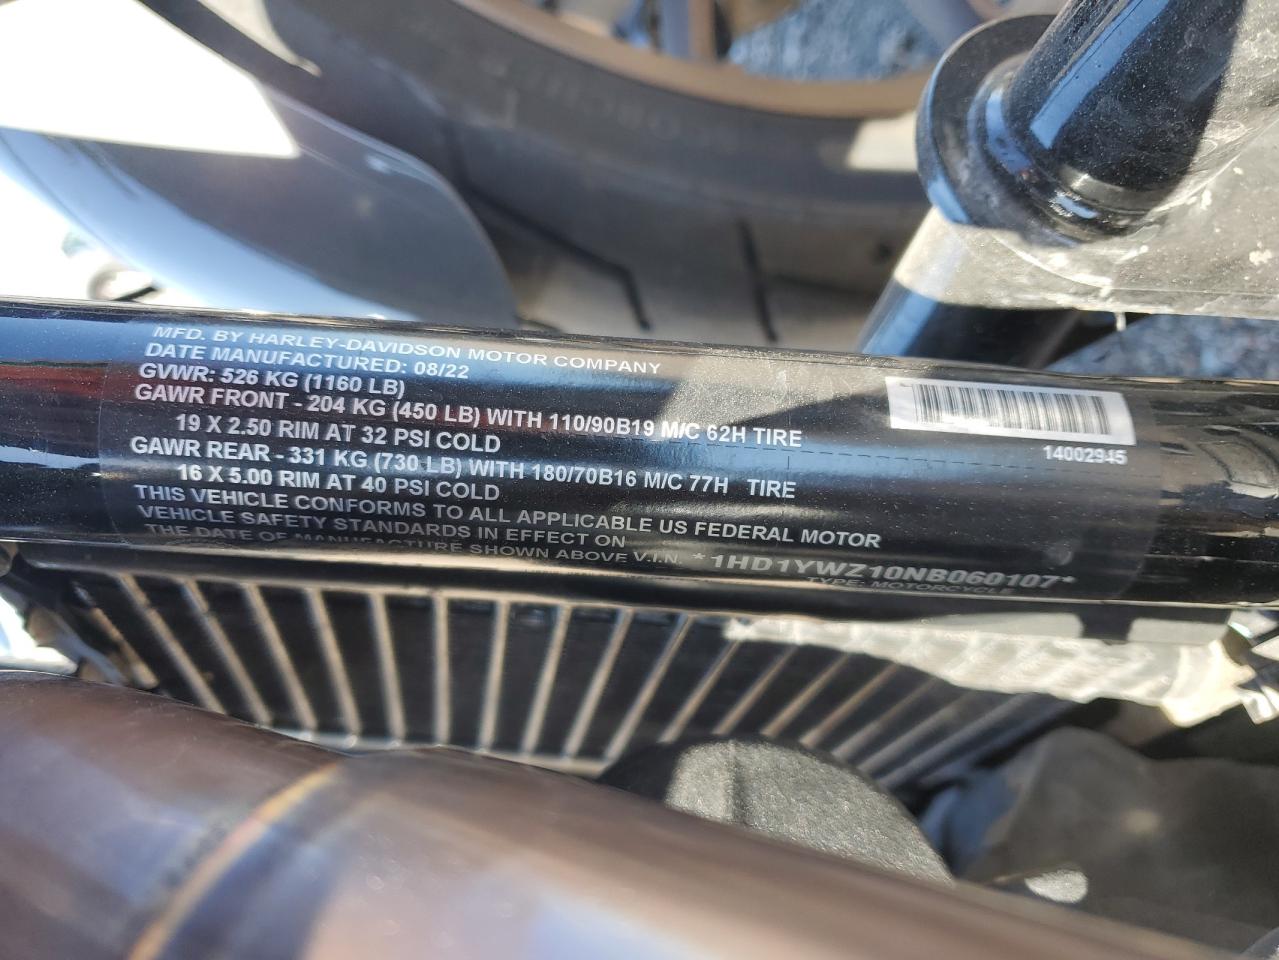 MFD. BY HARLEY-DAVIDSON MOTOR COMPANY
DATE MANUFACTURED: 08/22
GVWR: 526 KG (1160 LB)
GAWR FRONT - 204 KG (450 LB) WITH 110/90B19 M/C 62H TIRE
19 X 2.50 RIM AT 32 PSI COLD
GAWR REAR - 331 KG (730 LB) WITH 180/70B16 M/C 77H TIRE
16 X 5.00 RIM AT 40 PSI COLD
THIS VEHICLE CONFORMS TO ALL APPLICABLE US FEDERAL MOTOR
VEHICLE SAFETY STANDARDS IN EFFECT ON
THE DATE OF MANUFACTURE SHOWN ABOVE V.I.N. *1HD1YWZ10NB060107*
TYPE: MOTORCYCLE
14002945